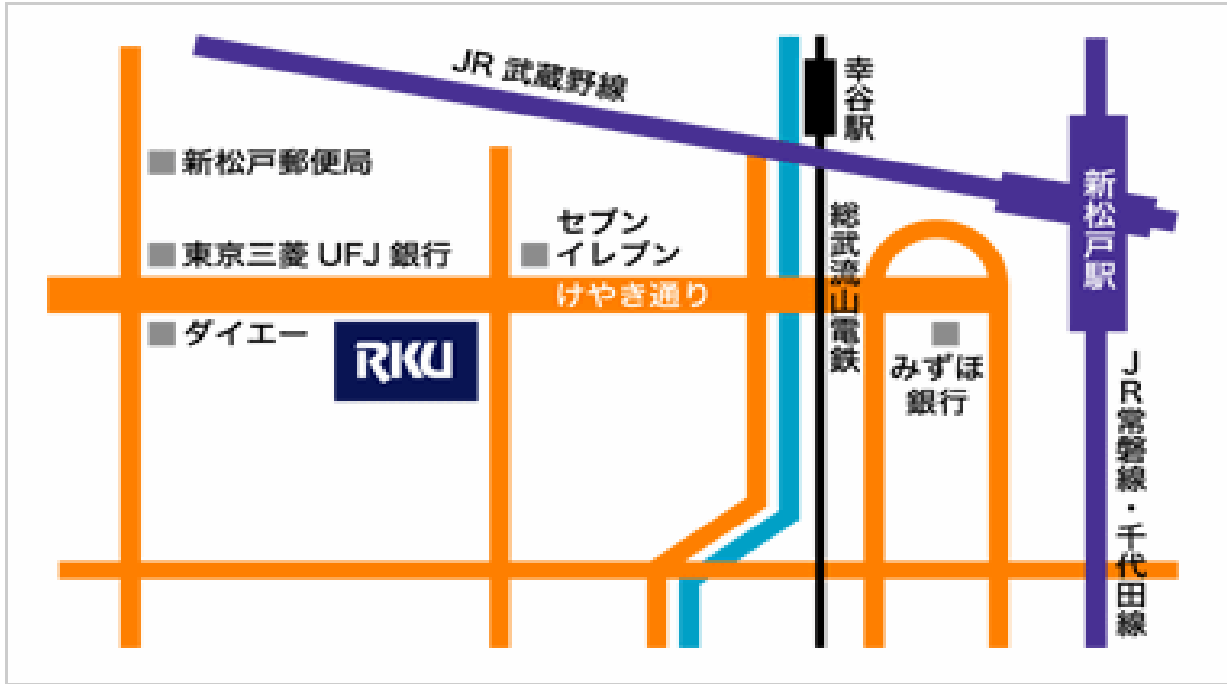 JR 武蔵野線
幸谷駅
新松戸郵便局
新松戸駅
セブン
イレブン
東京三菱 UFJ 銀行
総武流山電鉄
けやき通り
ダイエー
RKU
みずほ
銀行
JR常磐線・千代田線